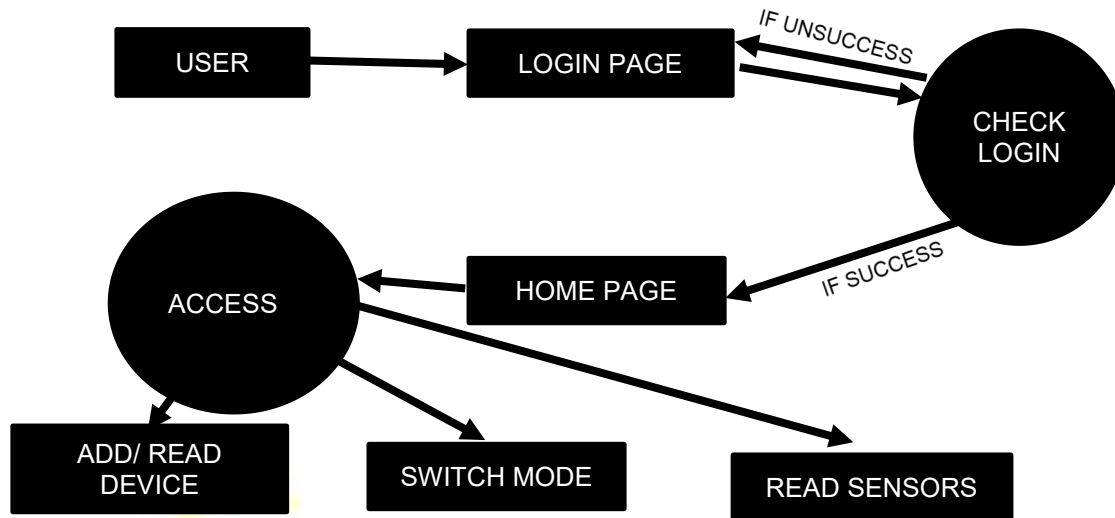 USER
LOGIN PAGE
IF UNSUCCESS
CHECK
LOGIN
IF SUCCESS
HOME PAGE
ACCESS
ADD/ READ
DEVICE
SWITCH MODE
READ SENSORS